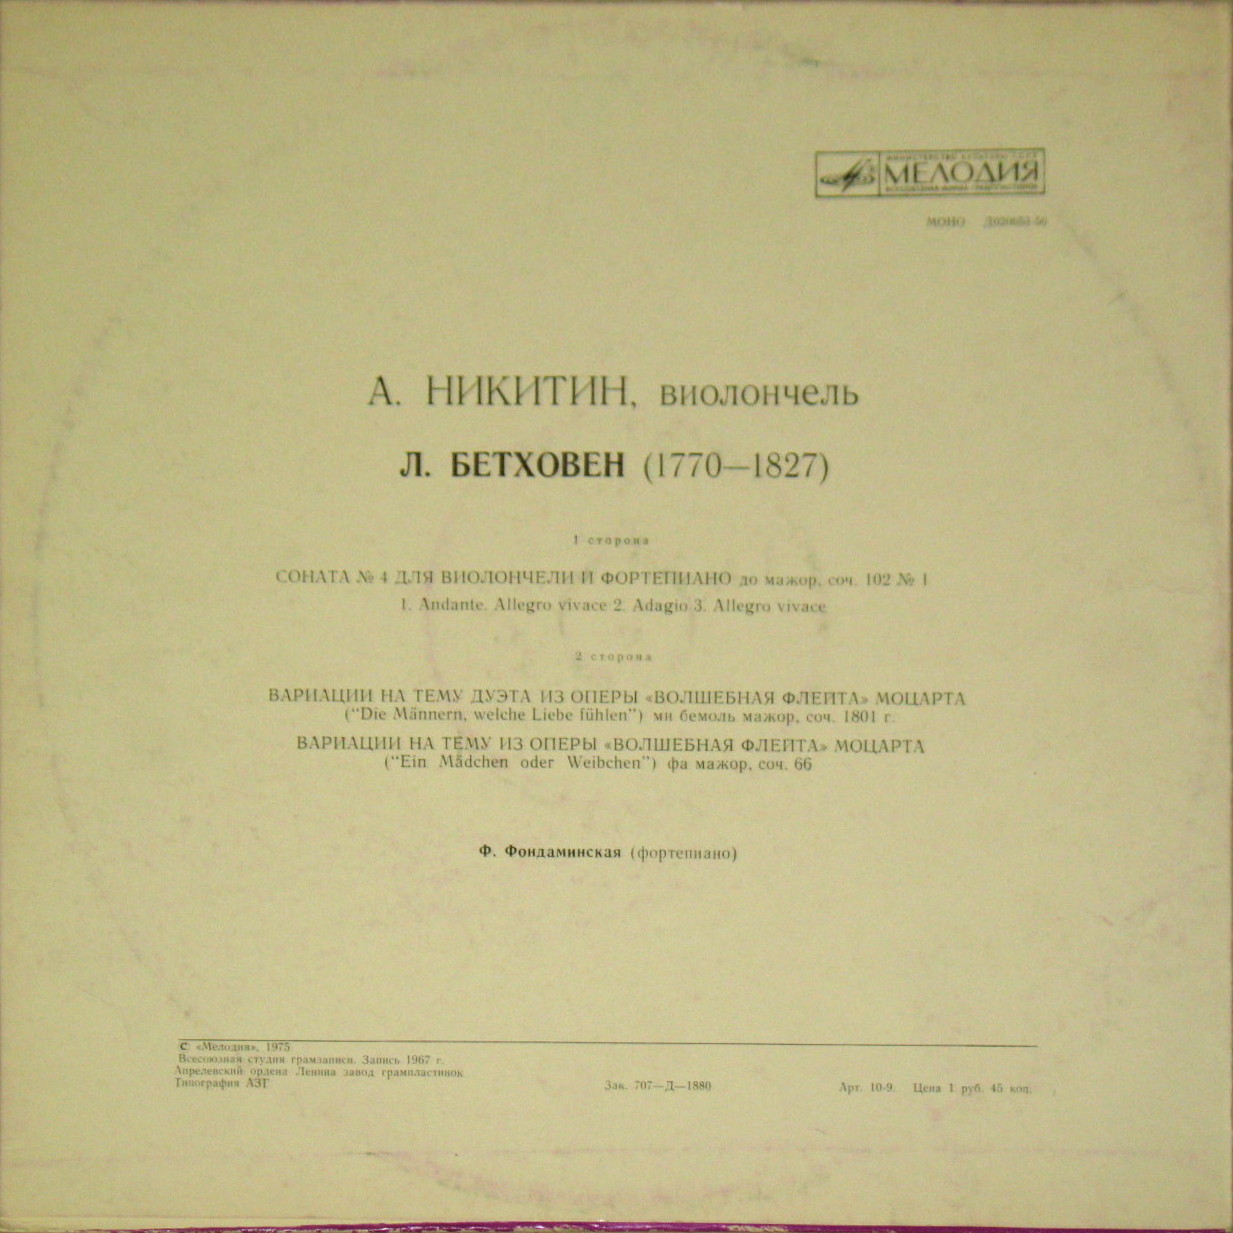 МЕЛОДИЯ
МОНО
А. НИКИТИН, виолончель
Л. БЕТХОВЕН (1770—1827)
1 сторона
СОНАТА № 4 ДЛЯ ВИОЛОНЧЕЛИ И ФОРТЕПИАНО до мажор, соч. 102 № 1
1. Andante. Allegro vivace 2. Adagio 3. Allegro vivace
2 сторона
ВАРИАЦИИ НА ТЕМУ ДУЭТА ИЗ ОПЕРЫ «ВОЛШЕБНАЯ ФЛЕЙТА» МОЦАРТА
(“Die Männern, welche Liebe fühlen”) ми бемоль мажор, соч. 1801 г.
ВАРИАЦИИ НА ТЕМУ ИЗ ОПЕРЫ «ВОЛШЕБНАЯ ФЛЕЙТА» МОЦАРТА
(“Ein Mädchen oder Weibchen”) фа мажор, соч. 66
Ф. Фондаминская (фортепиано)
С «Мелодия», 1975
Всесоюзная студия грамзаписи. Запись 1967 г.
Апрелевский ордена Ленина завод грампластинок
Типография АЗГ
Зак. 707—Д—1880
Арт. 10-9. Цена 1 руб. 45 коп.